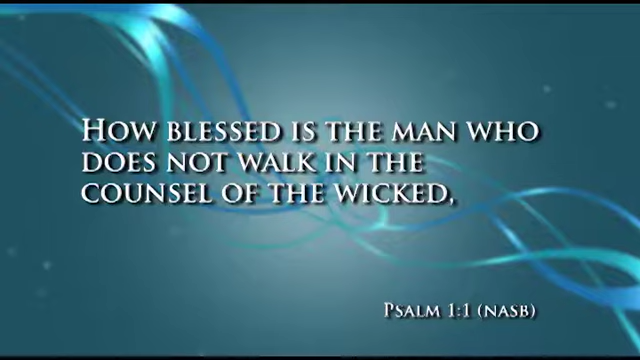 How blessed is the man who
does not walk in the
counsel of the wicked,
Psalm 1:1 (NASB)